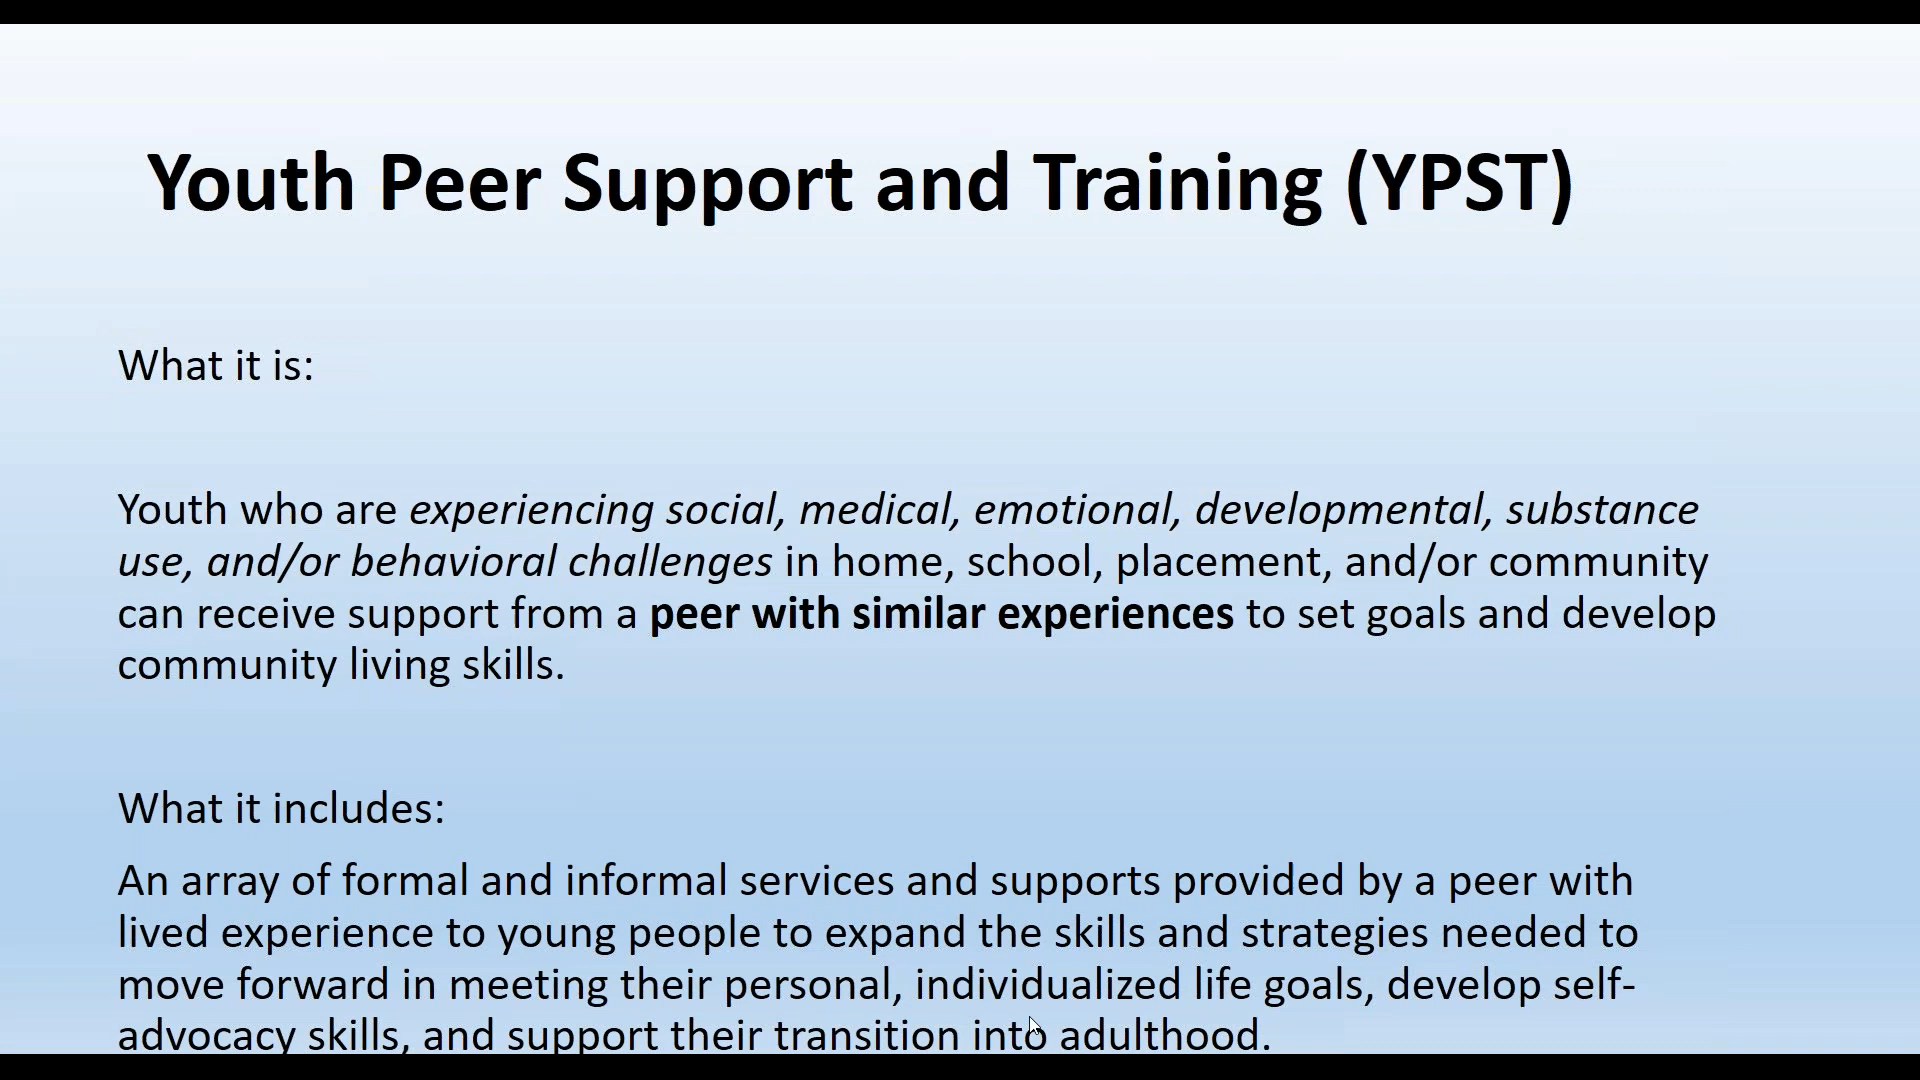 Youth Peer Support and Training (YPST)
What it is:
Youth who are experiencing social, medical, emotional, developmental, substance
use, and/or behavioral challenges in home, school, placement, and/or community
can receive support from a peer with similar experiences to set goals and develop
community living skills.
What it includes:
An array of formal and informal services and supports provided by a peer with
lived experience to young people to expand the skills and strategies needed to
move forward in meeting their personal, individualized life goals, develop self-
advocacy skills, and support their transition into adulthood.